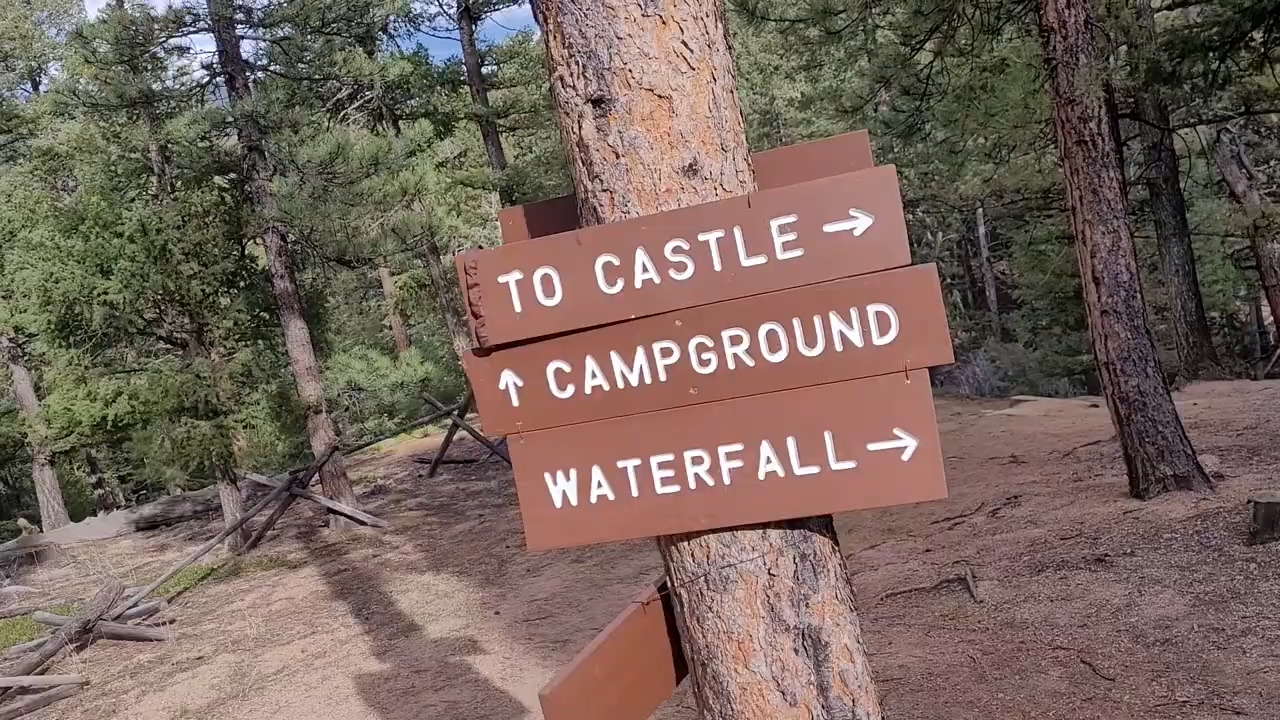 TO CASTLE →
↑ CAMPGROUND
WATERFALL →